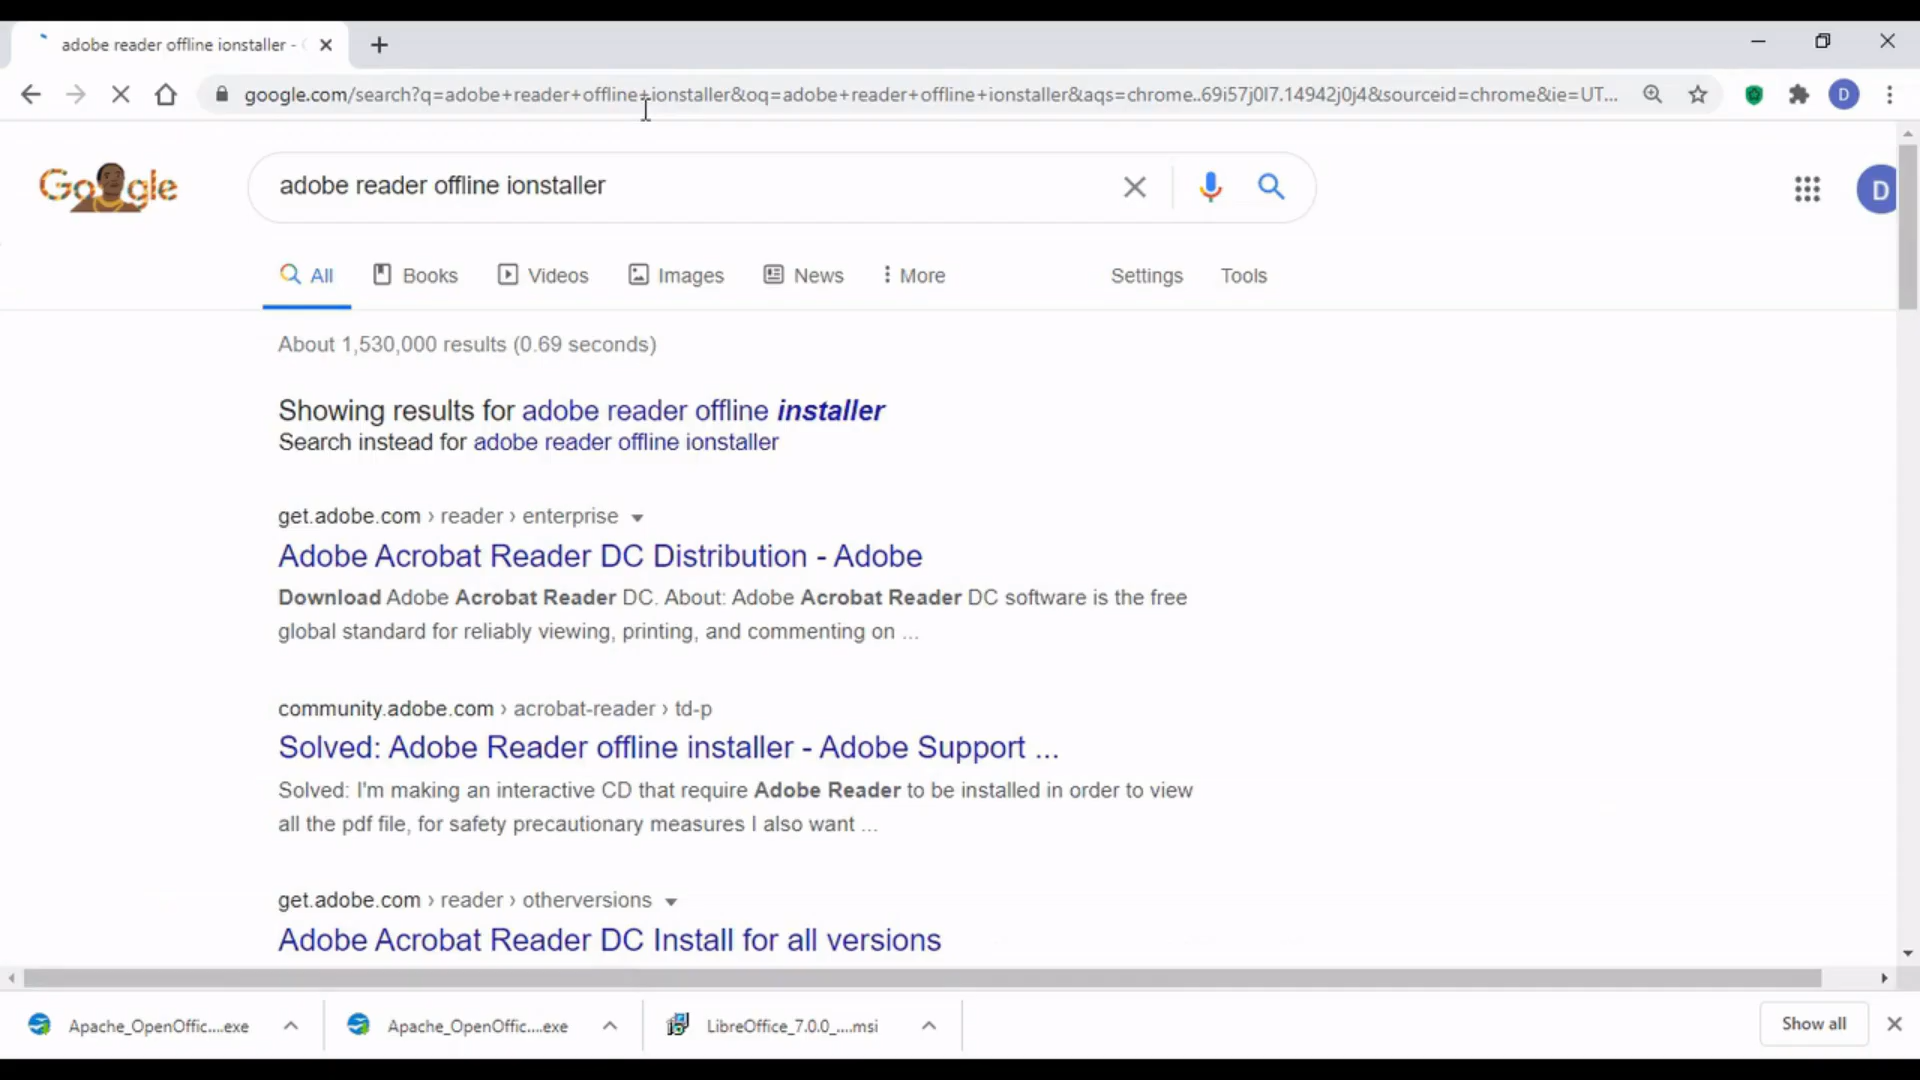 adobe reader offline ionstaller -
google.com/search?q=adobe+reader+offline+ionstaller&oq=adobe+reader+offline+ionstaller&aqs=chrome..69i57j0l7.14942j0j4&sourceid=chrome&ie=UT...
D
Google
adobe reader offline ionstaller
D
All Books Videos Images News More Settings Tools
About 1,530,000 results (0.69 seconds)
Showing results for adobe reader offline installer
Search instead for adobe reader offline ionstaller
get.adobe.com › reader › enterprise
Adobe Acrobat Reader DC Distribution - Adobe
Download Adobe Acrobat Reader DC. About: Adobe Acrobat Reader DC software is the free
global standard for reliably viewing, printing, and commenting on ...
community.adobe.com › acrobat-reader › td-p
Solved: Adobe Reader offline installer - Adobe Support ...
Solved: I'm making an interactive CD that require Adobe Reader to be installed in order to view
all the pdf file, for safety precautionary measures I also want ...
get.adobe.com › reader › otherversions
Adobe Acrobat Reader DC Install for all versions
Apache_OpenOffic....exe Apache_OpenOffic....exe LibreOffice_7.0.0_....msi Show all